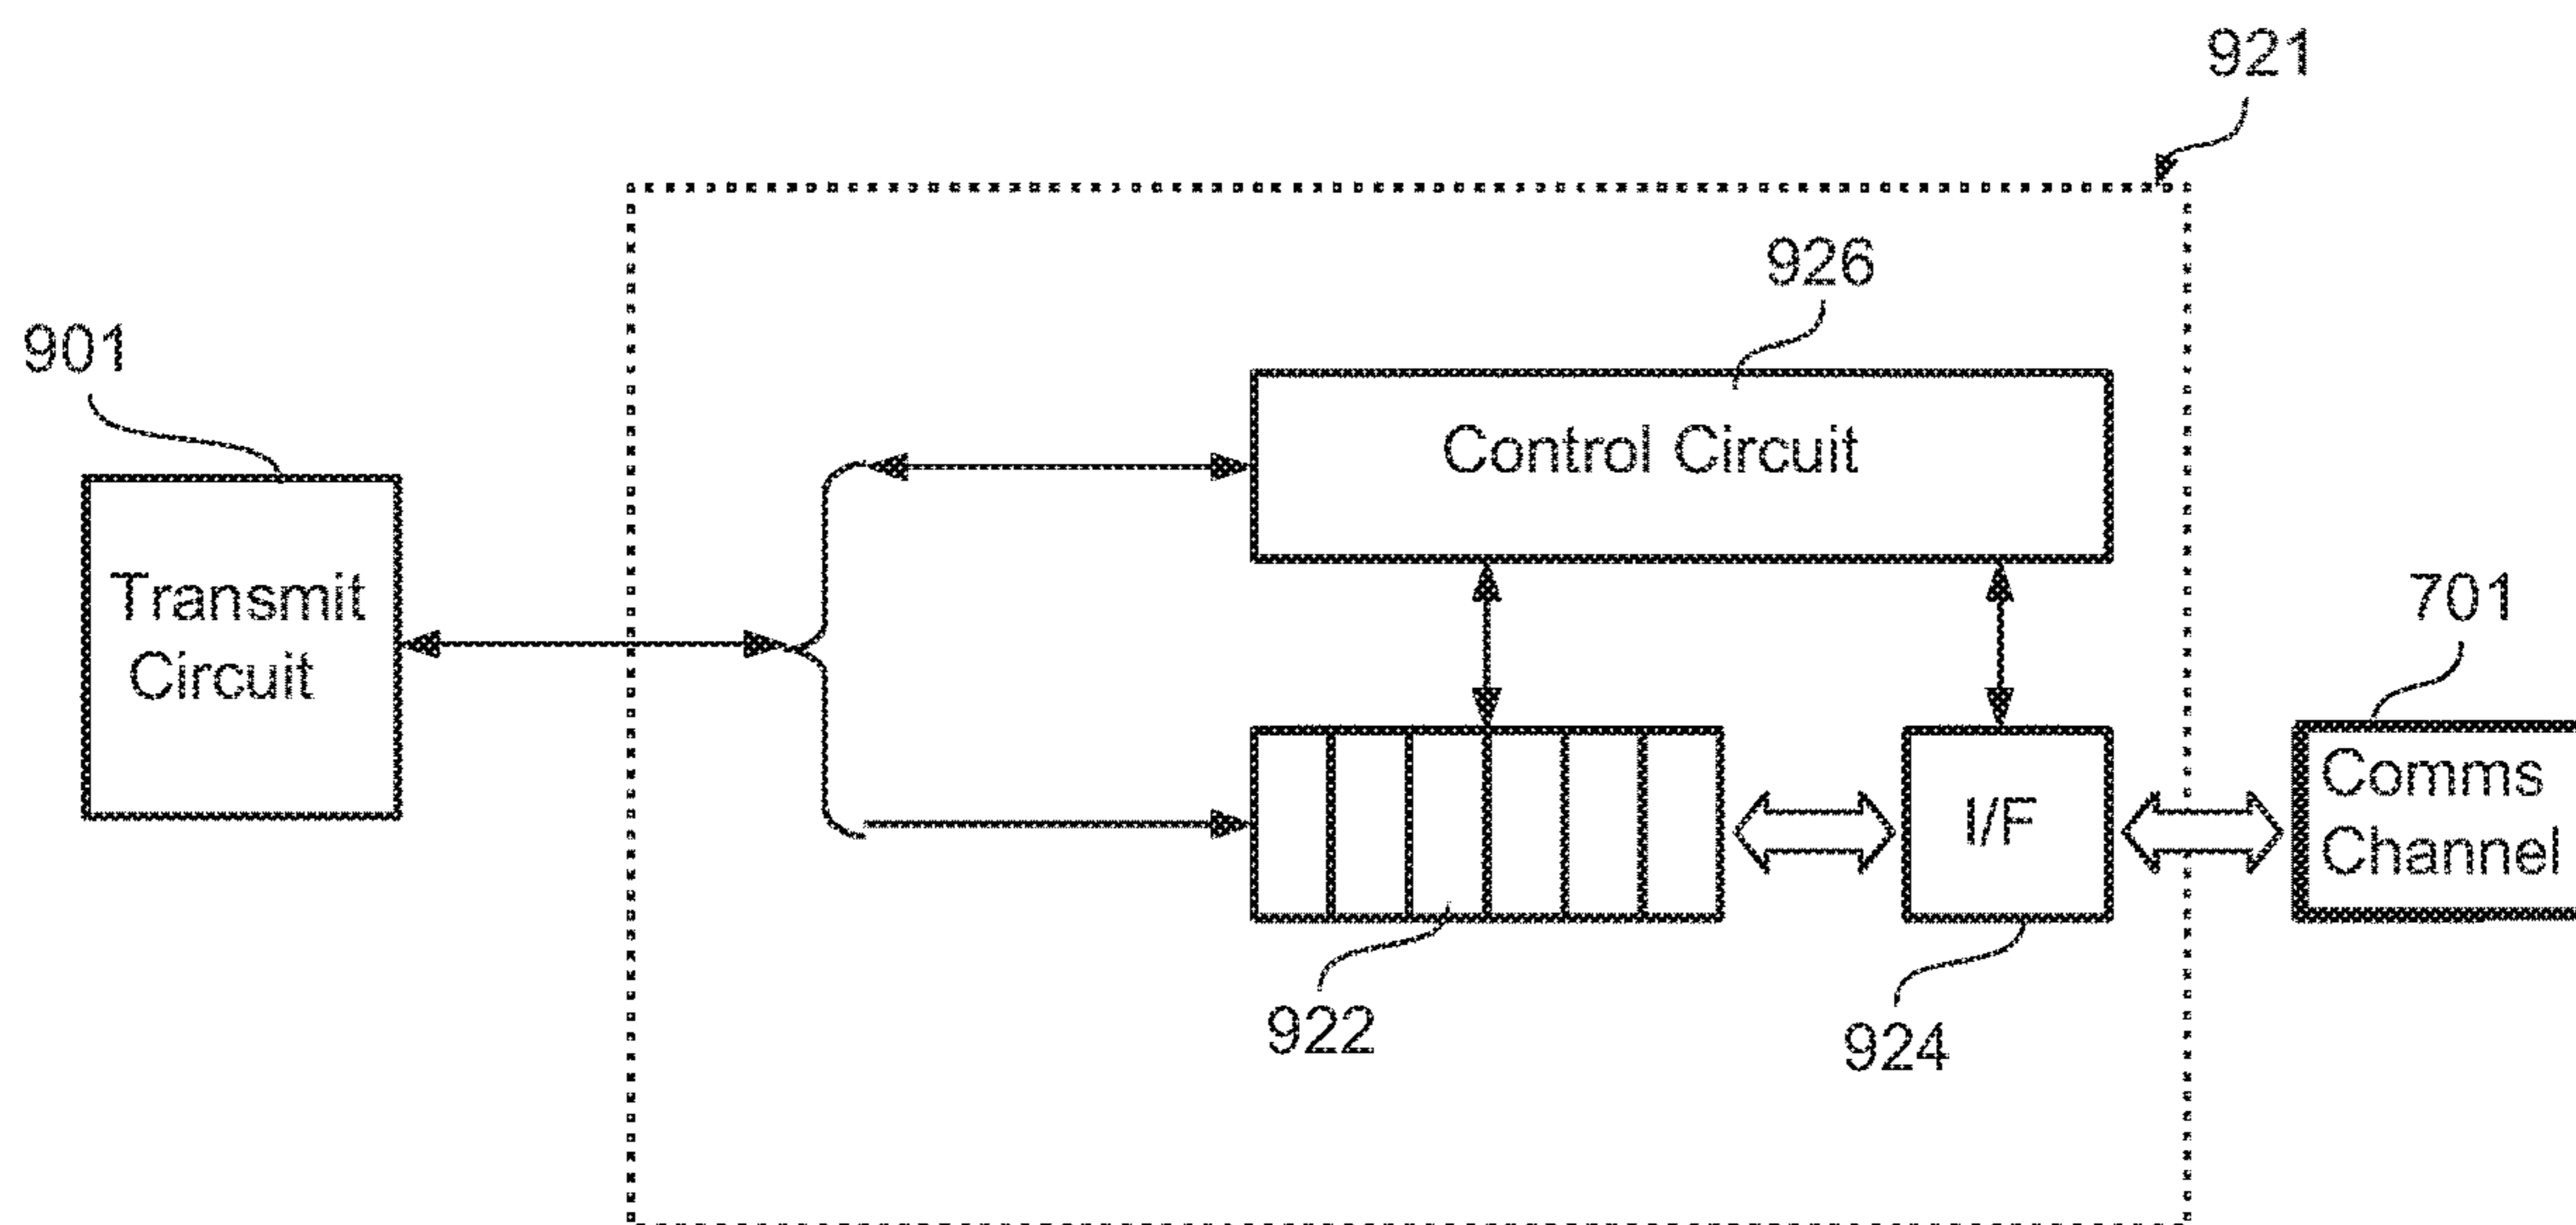 921
926
901
Control Circuit
Transmit
Circuit
701
Comms
Channel
I/F
922
924